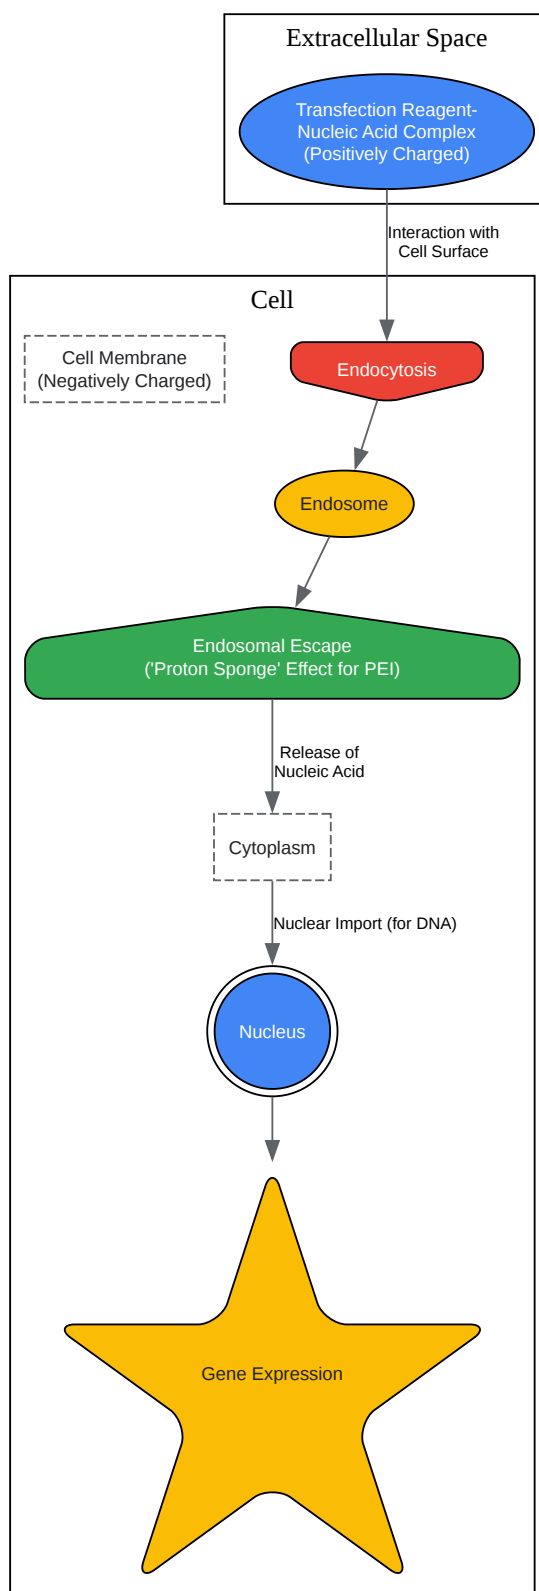 Extracellular Space
Transfection Reagent-
Nucleic Acid Complex
(Positively Charged)
Interaction with
Cell Surface
Cell
Cell Membrane
(Negatively Charged)
Endocytosis
Endosome
Endosomal Escape
('Proton Sponge' Effect for PEI)
Release of
Nucleic Acid
Cytoplasm
Nuclear Import (for DNA)
Nucleus
Gene Expression